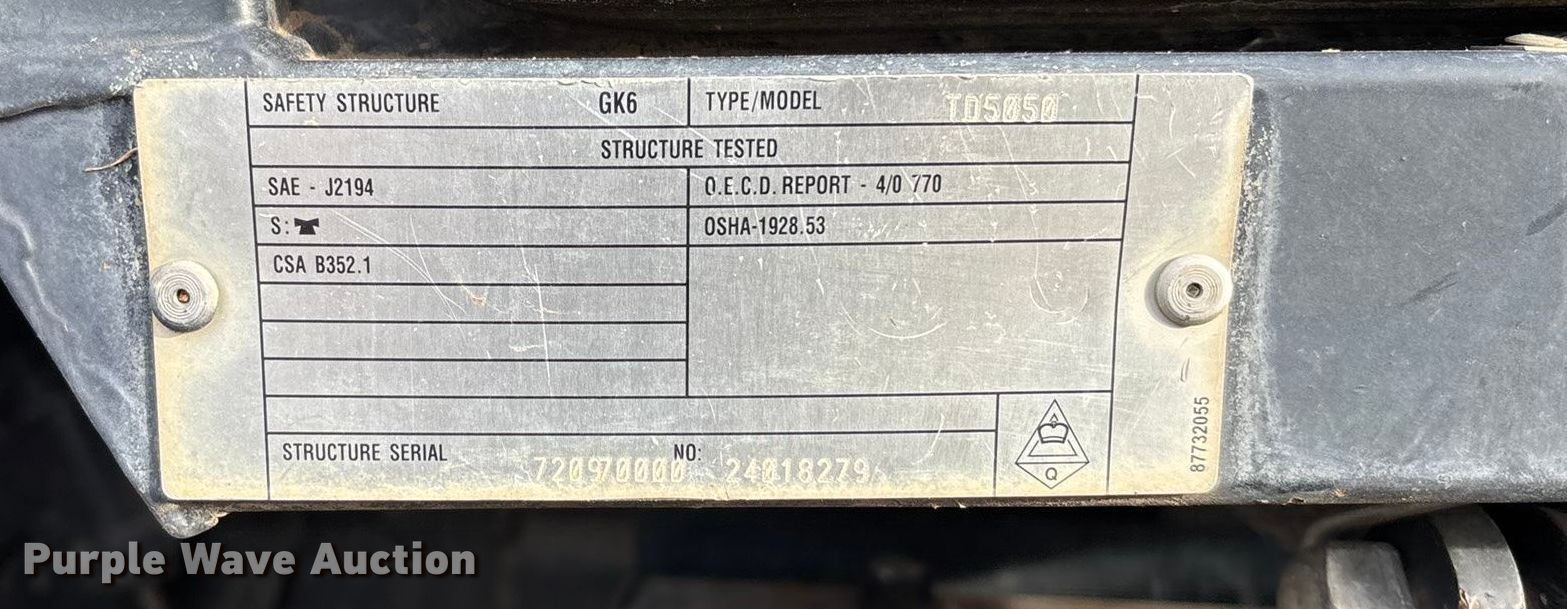 SAFETY STRUCTURE GK6 TYPE/MODEL TD5050
STRUCTURE TESTED
SAE - J2194 O.E.C.D. REPORT - 4/0 770
S: OSHA-1928.53
CSA B352.1
STRUCTURE SERIAL NO: 720970000 24018279
Q
87732055
Purple Wave Auction